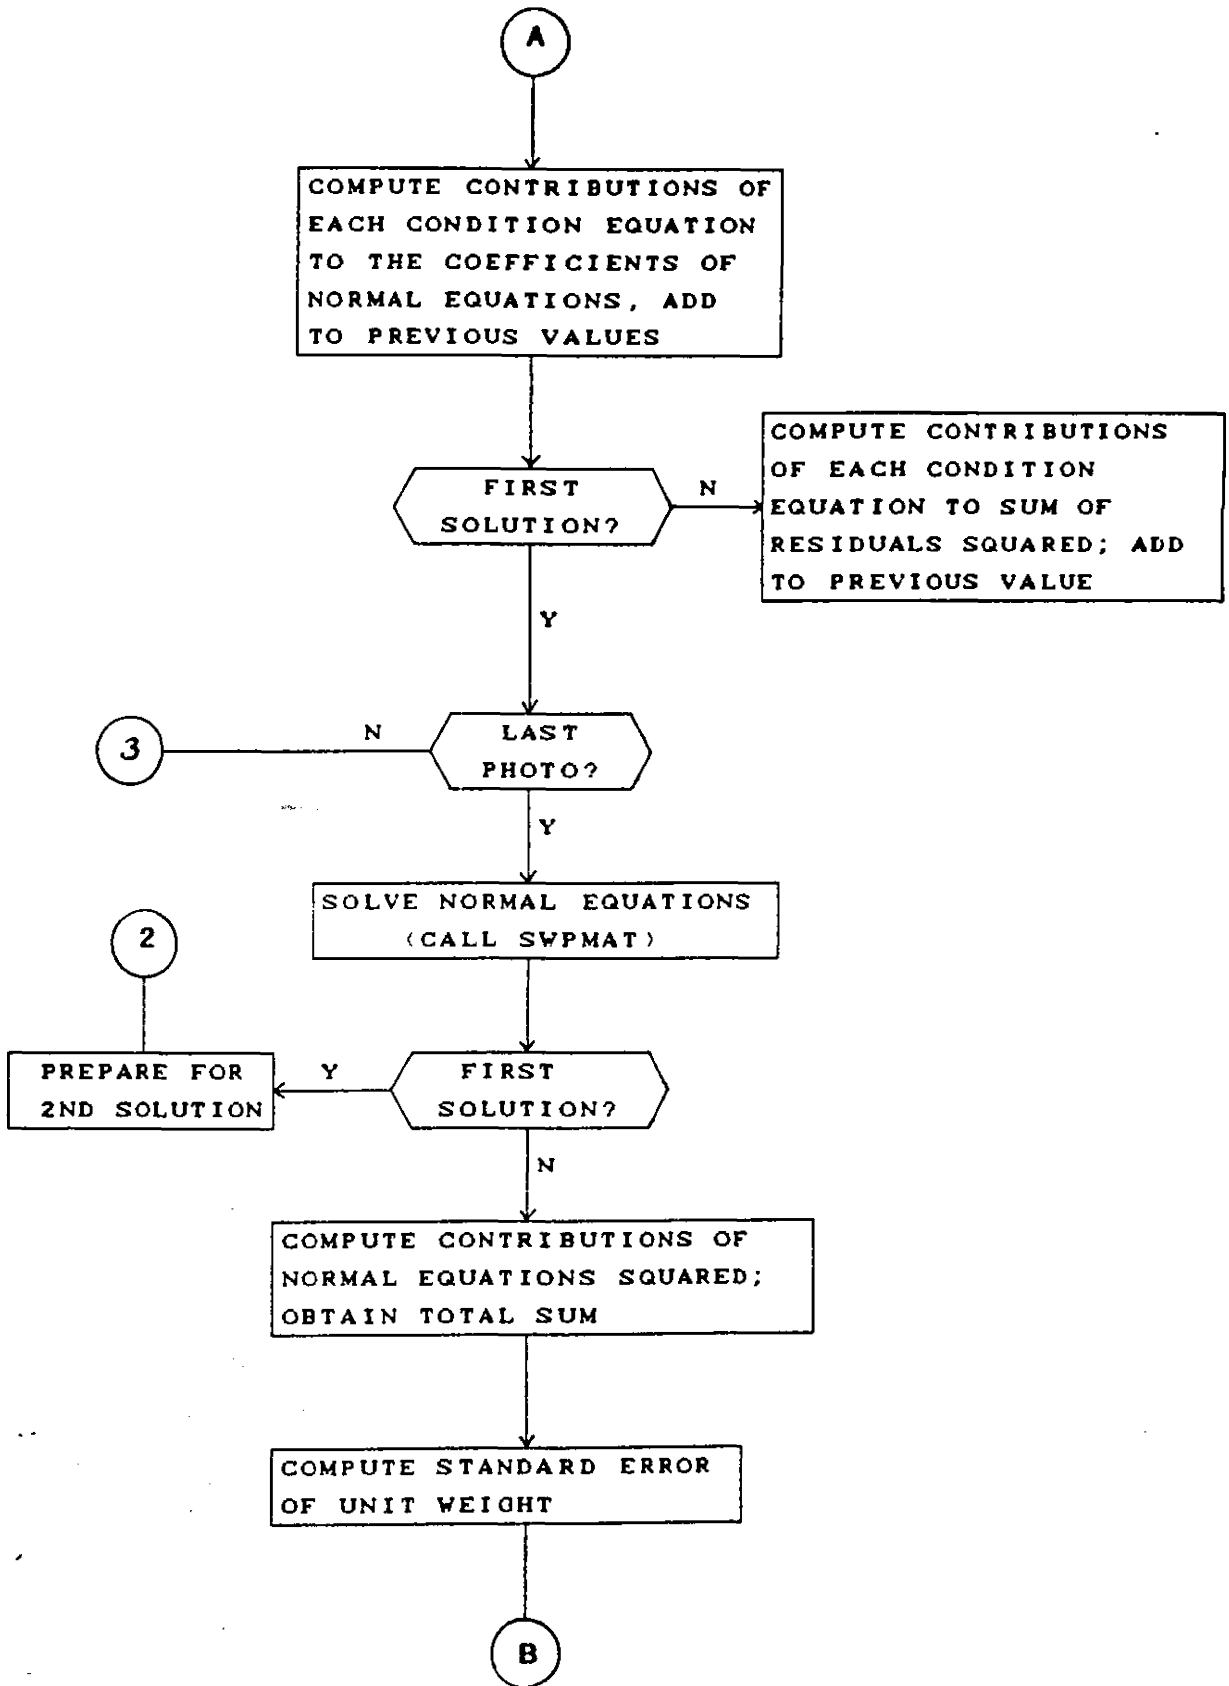 A
COMPUTE CONTRIBUTIONS OF
EACH CONDITION EQUATION
TO THE COEFFICIENTS OF
NORMAL EQUATIONS, ADD
TO PREVIOUS VALUES
FIRST
SOLUTION?
N
COMPUTE CONTRIBUTIONS
OF EACH CONDITION
EQUATION TO SUM OF
RESIDUALS SQUARED; ADD
TO PREVIOUS VALUE
Y
3
N
LAST
PHOTO?
Y
SOLVE NORMAL EQUATIONS
(CALL SWPMAT)
2
PREPARE FOR
2ND SOLUTION
Y
FIRST
SOLUTION?
N
COMPUTE CONTRIBUTIONS OF
NORMAL EQUATIONS SQUARED;
OBTAIN TOTAL SUM
COMPUTE STANDARD ERROR
OF UNIT WEIGHT
B